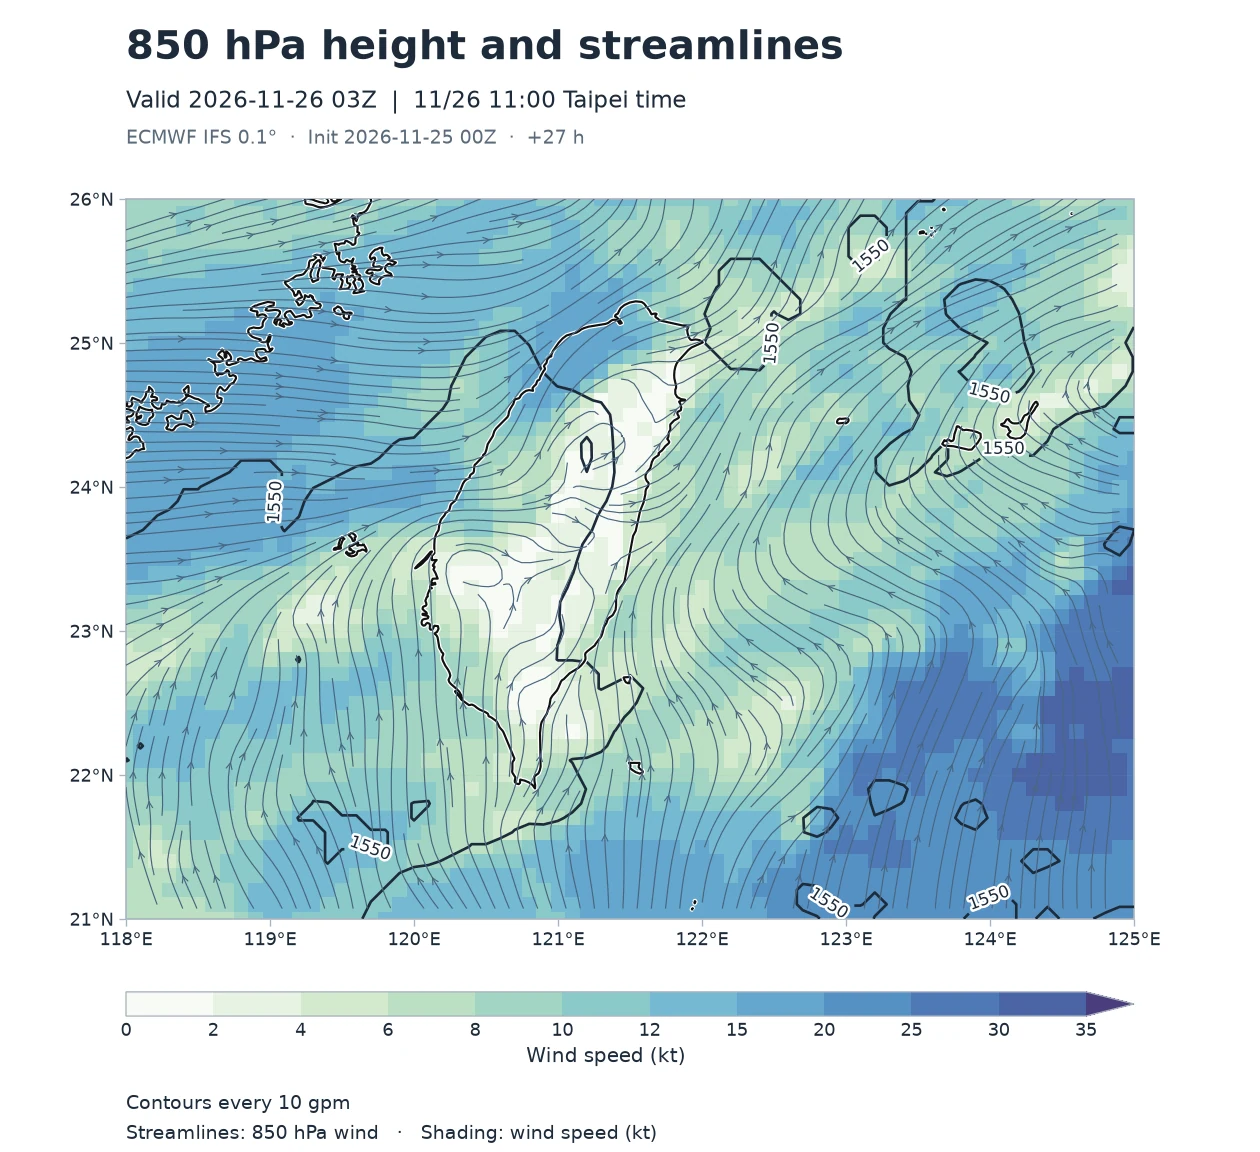 850 hPa height and streamlines
Valid 2026-11-26 03Z | 11/26 11:00 Taipei time
ECMWF IFS 0.1° · Init 2026-11-25 00Z · +27 h
26°N
25°N
24°N
23°N
22°N
21°N
1550
1550
1550
1550
1550
1550
1550
1550
118°E 119°E 120°E 121°E 122°E 123°E 124°E 125°E
0 2 4 6 8 10 12 15 20 25 30 35
Wind speed (kt)
Contours every 10 gpm
Streamlines: 850 hPa wind · Shading: wind speed (kt)